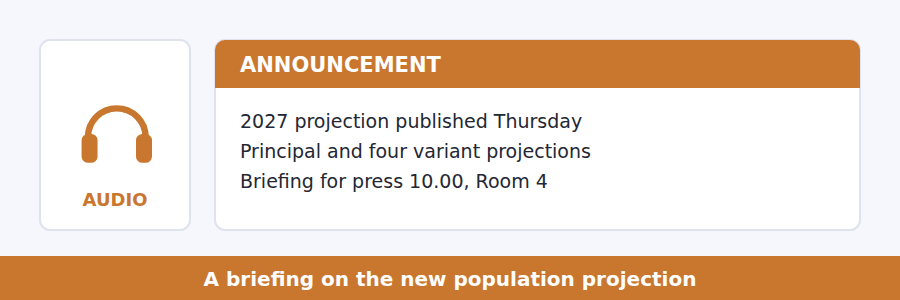 AUDIO
ANNOUNCEMENT
2027 projection published Thursday
Principal and four variant projections
Briefing for press 10.00, Room 4
A briefing on the new population projection